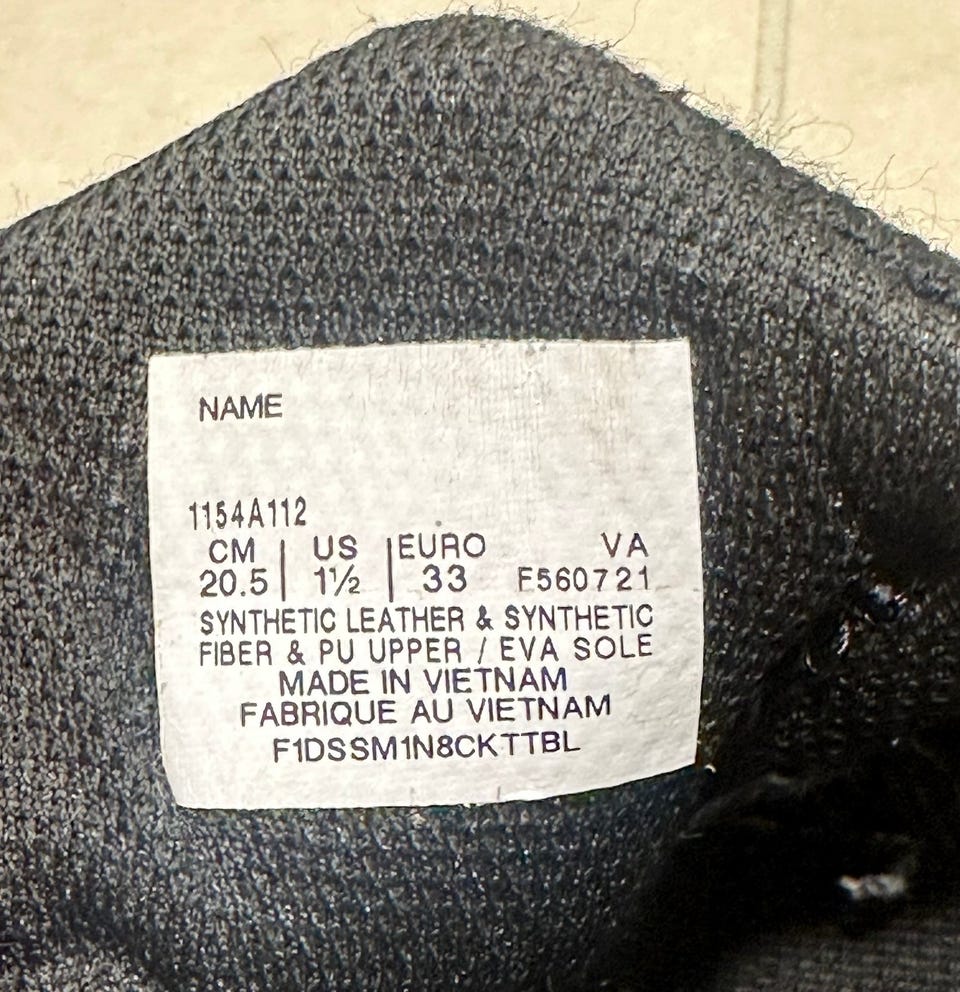 NAME
1154A112
CM | US | EURO VA
20.5 | 1½ | 33 F560721
SYNTHETIC LEATHER & SYNTHETIC
FIBER & PU UPPER / EVA SOLE
MADE IN VIETNAM
FABRIQUE AU VIETNAM
F1DSSM1N8CKTTBL